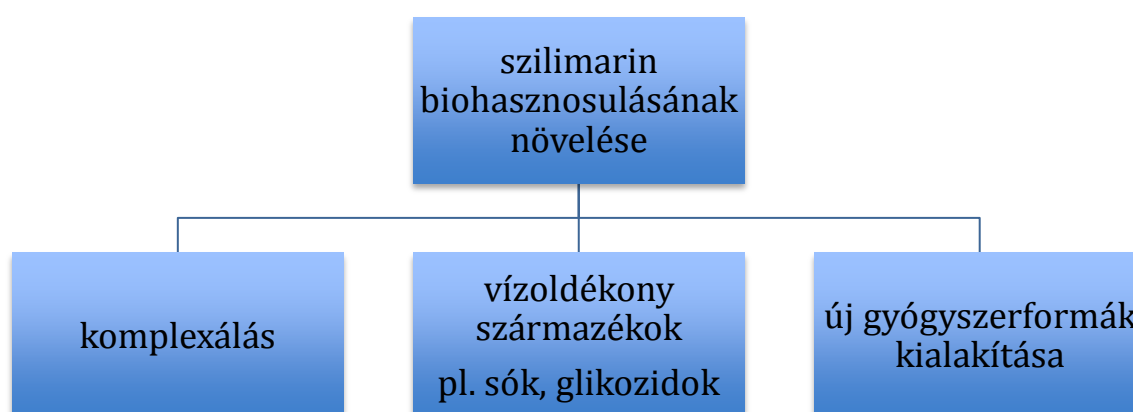 szilimarin
biohasznosulásának
növelése
komplexálás
vízoldékony
származékok
pl. sók, glikozidok
új gyógyszerformák
kialakítása